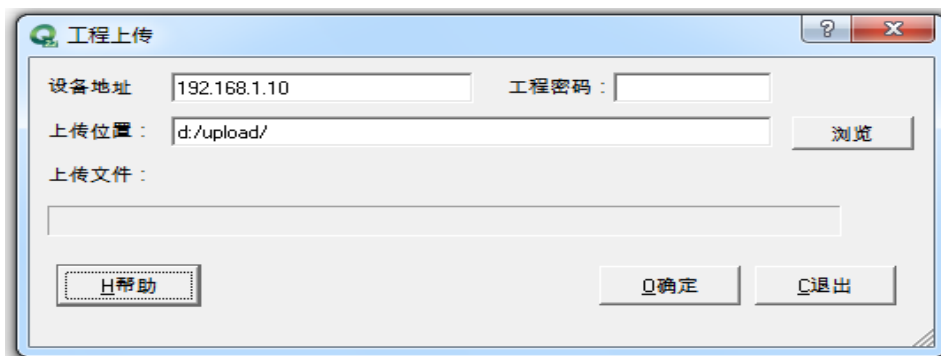 工程上传
设备地址 192.168.1.10 工程密码：
上传位置： d:/upload/ 浏览
上传文件：
H帮助 O确定 C退出